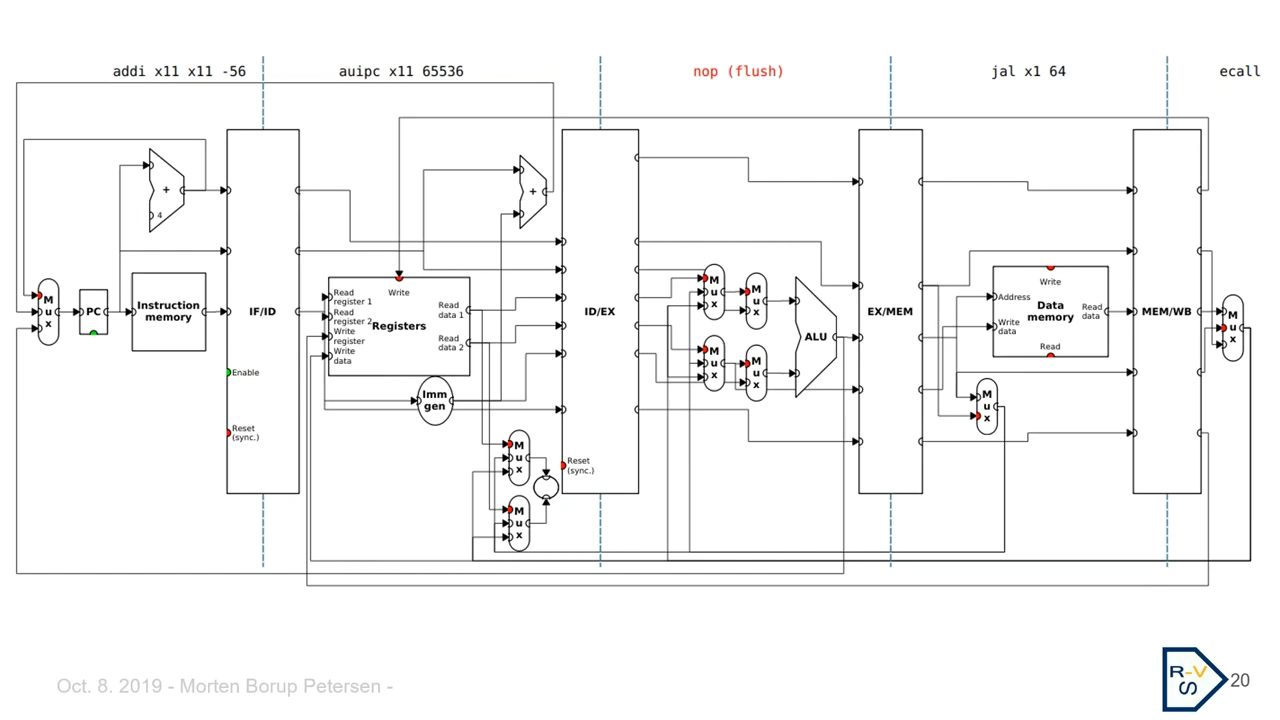 addi x11 x11 -56
auipc x11 65536
nop (flush)
jal x1 64
ecall
+
4
M
u
x
PC
Instruction
memory
IF/ID
Enable
Reset
(sync.)
Read
register 1
Read
register 2
Write
register
Write
data
Write
Registers
Read
data 1
Read
data 2
Imm
gen
+
M
u
x
M
u
x
ID/EX
Reset
(sync.)
M
u
x
M
u
x
M
u
x
M
u
x
ALU
EX/MEM
Write
Address
Write
data
Data
memory
Read
data
Read
M
u
x
MEM/WB
M
u
x
Oct. 8. 2019 - Morten Borup Petersen -
R-V
S
20